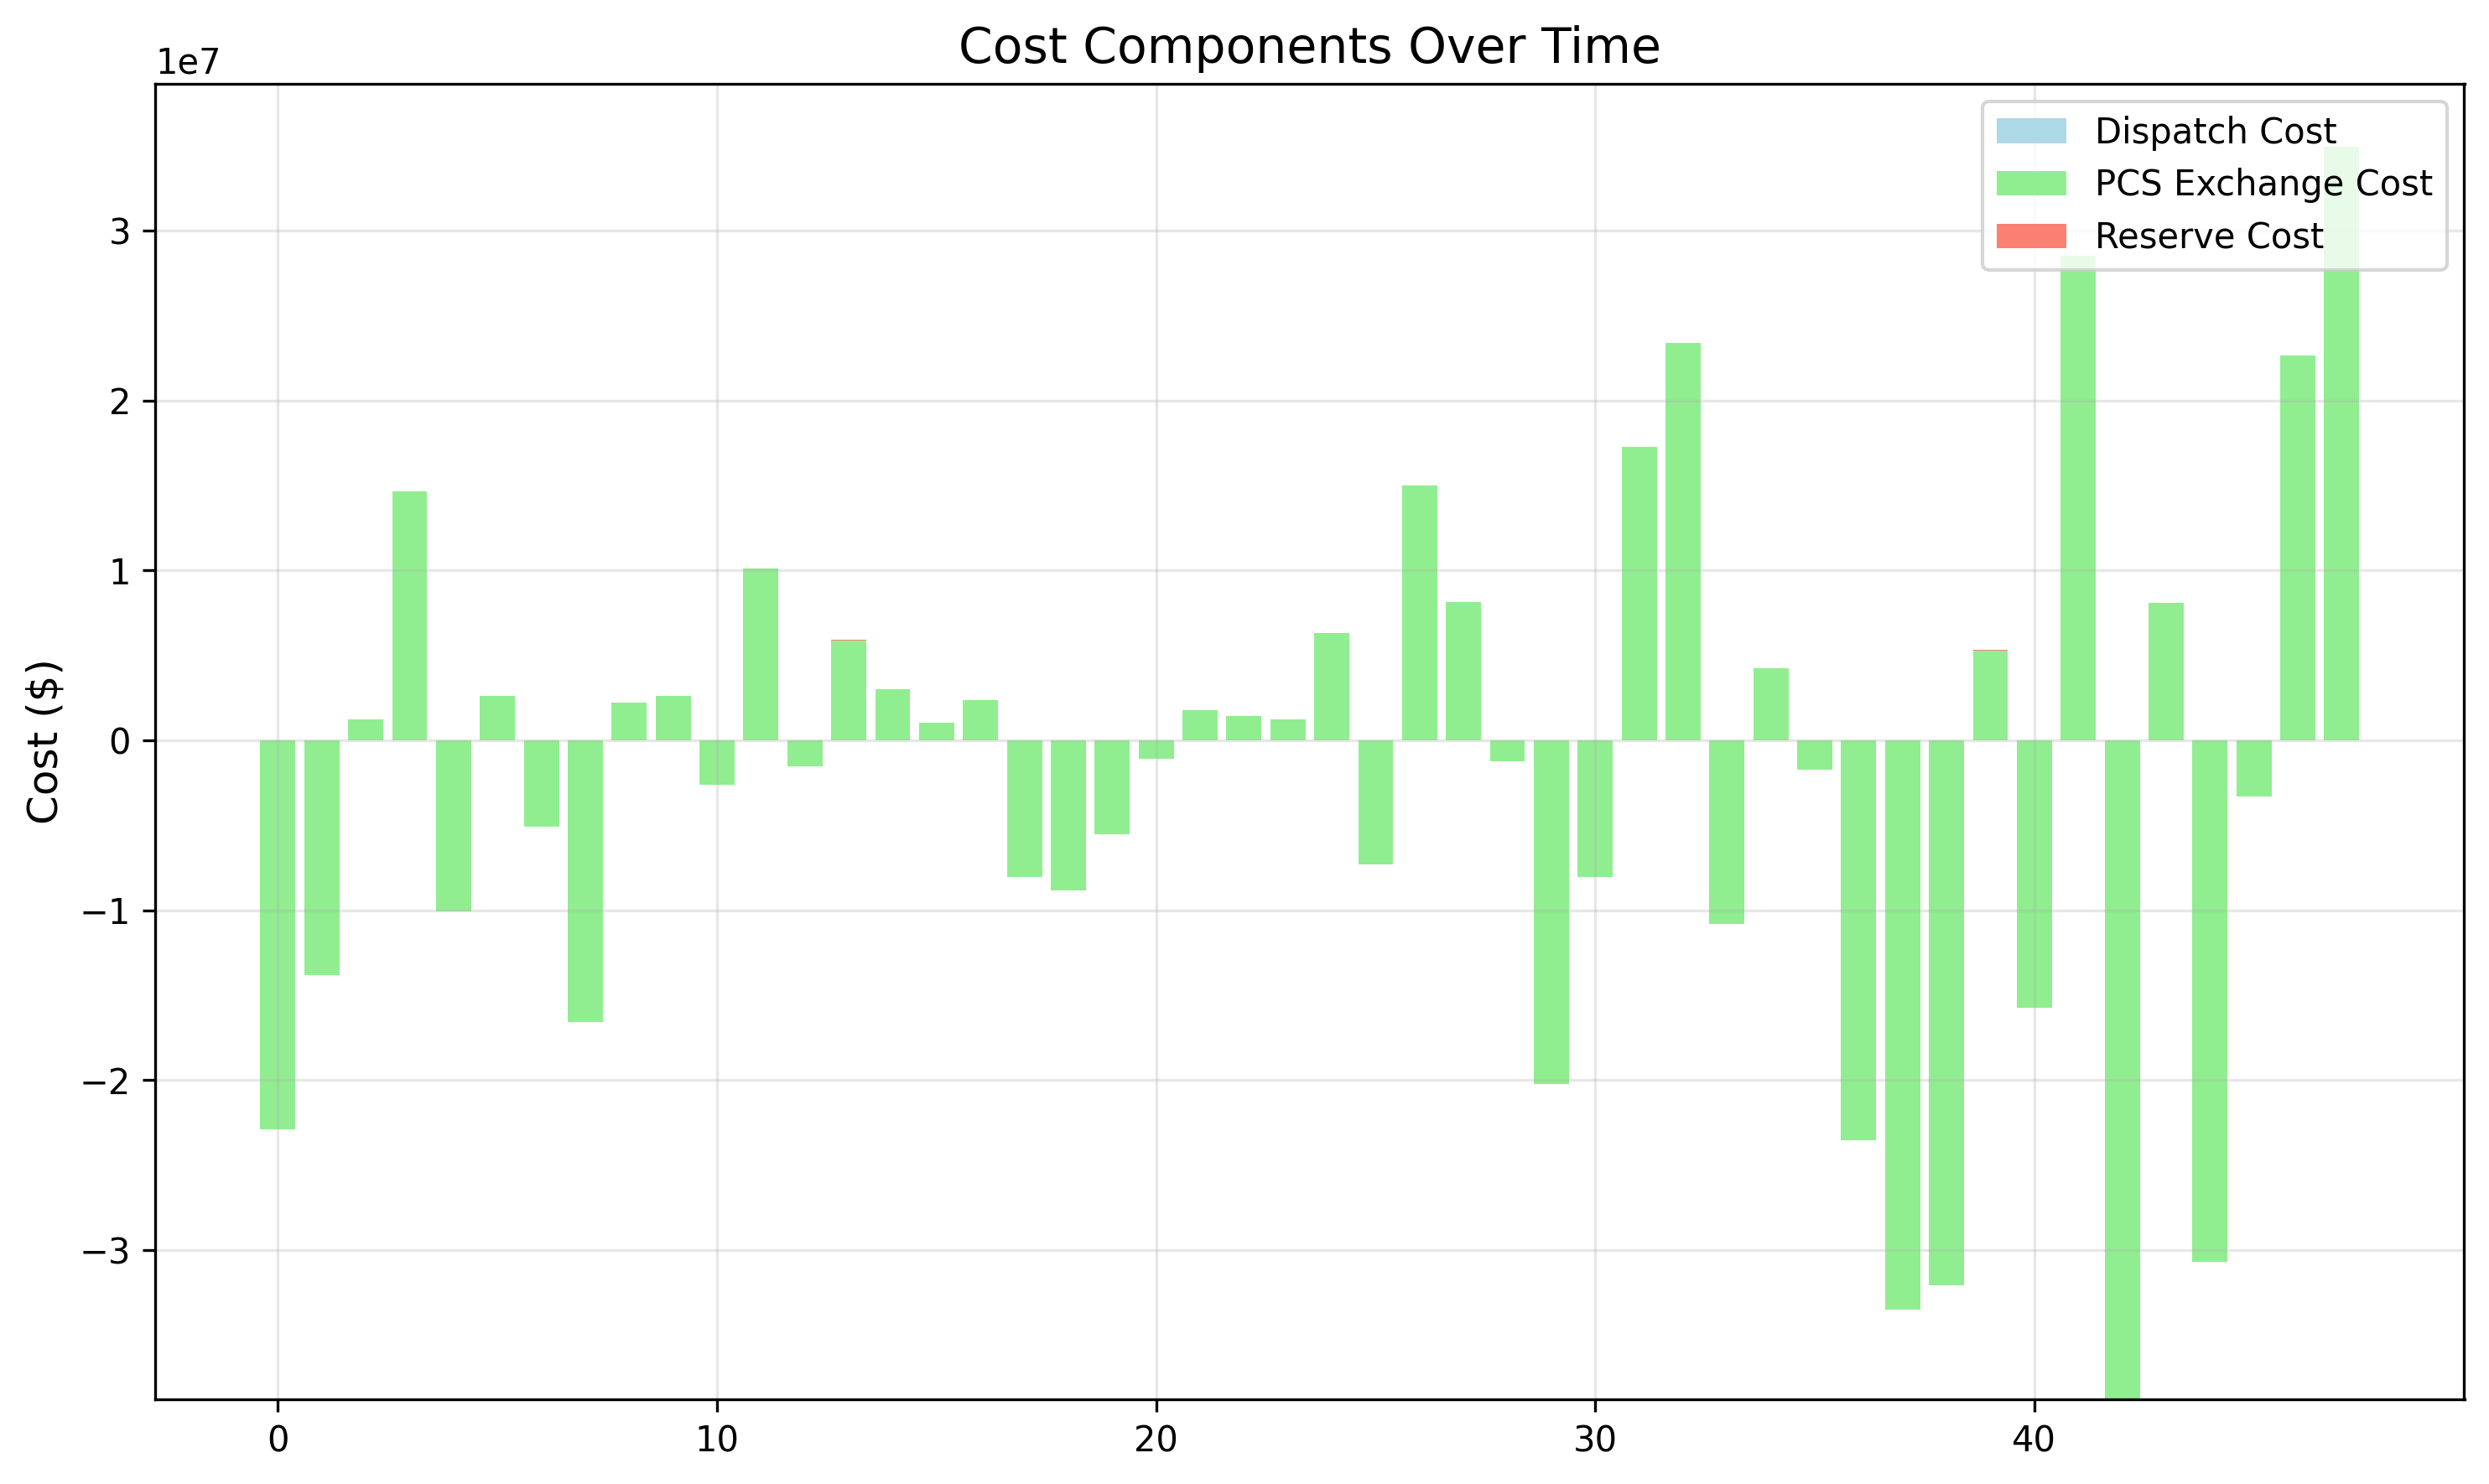 Cost Components Over Time
1e7
Dispatch Cost
PCS Exchange Cost
Reserve Cost
Cost ($)
3
2
1
0
−1
−2
−3
0
10
20
30
40